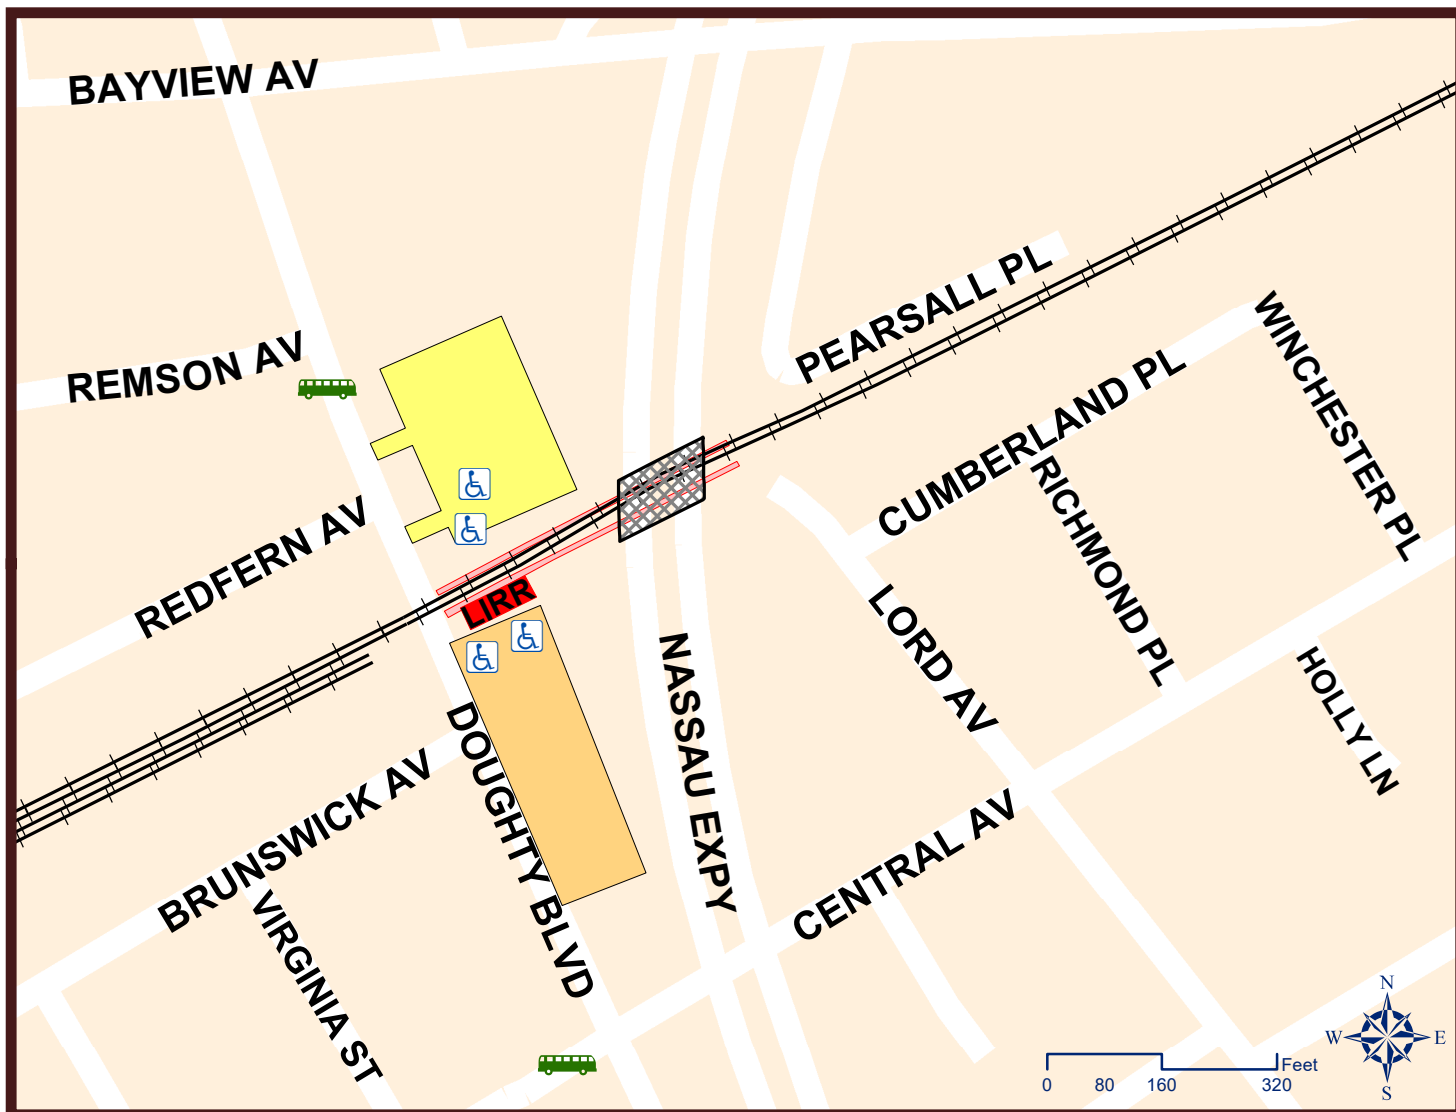 BAYVIEW AV
PEARSALL PL
REMSON AV
WINCHESTER PL
CUMBERLAND PL
REDFERN AV
RICHMOND PL
LIRR
LORD AV
NASSAU EXPY
HOLLY LN
DOUGHTY BLVD
BRUNSWICK AV
CENTRAL AV
VIRGINIA ST
N
W E
S
Feet
0 80 160 320